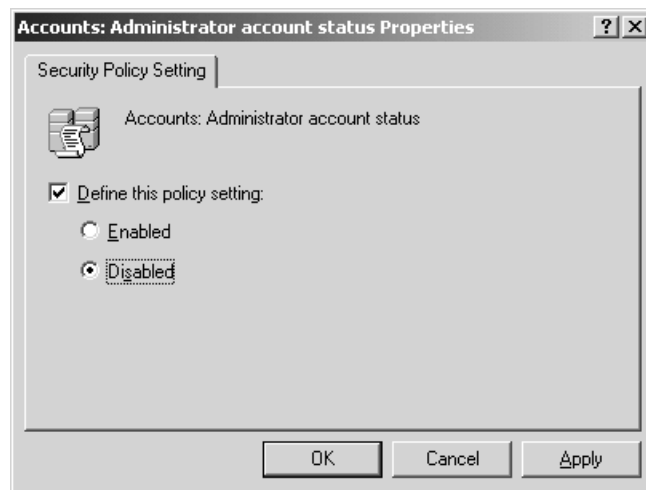 Accounts: Administrator account status Properties
Security Policy Setting
Accounts: Administrator account status
Define this policy setting:
Enabled
Disabled
OK Cancel Apply